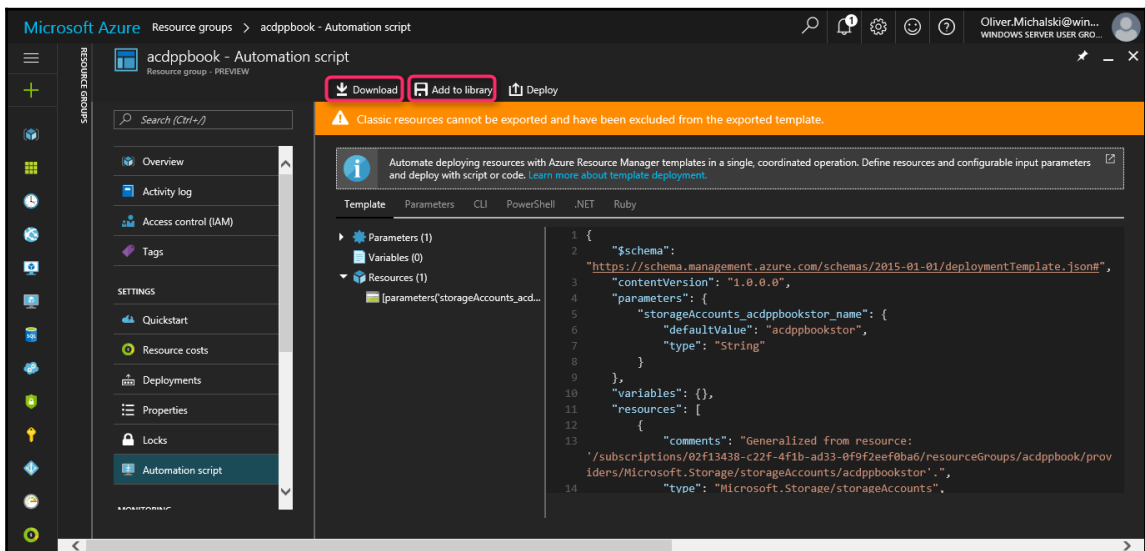 Microsoft Azure Resource groups > acdppbook - Automation script
Oliver.Michalski@win...
WINDOWS SERVER USER GRO...
1
RESOURCE GROUPS
acdppbook - Automation script
Resource group - PREVIEW
Download Add to library Deploy
Search (Ctrl+/)
Overview
Activity log
Access control (IAM)
Tags
SETTINGS
Quickstart
Resource costs
Deployments
Properties
Locks
Automation script
MONITORING
SQL
Classic resources cannot be exported and have been excluded from the exported template.
Automate deploying resources with Azure Resource Manager templates in a single, coordinated operation. Define resources and configurable input parameters
and deploy with script or code. Learn more about template deployment.
Template Parameters CLI PowerShell .NET Ruby
Parameters (1)
Variables (0)
Resources (1)
[parameters('storageAccounts_acd...
1 {
2 "$schema":
"https://schema.management.azure.com/schemas/2015-01-01/deploymentTemplate.json#",
3 "contentVersion": "1.0.0.0",
4 "parameters": {
5 "storageAccounts_acdppbookstor_name": {
6 "defaultValue": "acdppbookstor",
7 "type": "String"
8 }
9 },
10 "variables": {},
11 "resources": [
12 {
13 "comments": "Generalized from resource:
'/subscriptions/02f13438-c22f-4f1b-ad33-0f9f2eef0ba6/resourceGroups/acdppbook/prov
iders/Microsoft.Storage/storageAccounts/acdppbookstor'.",
14 "type": "Microsoft.Storage/storageAccounts",